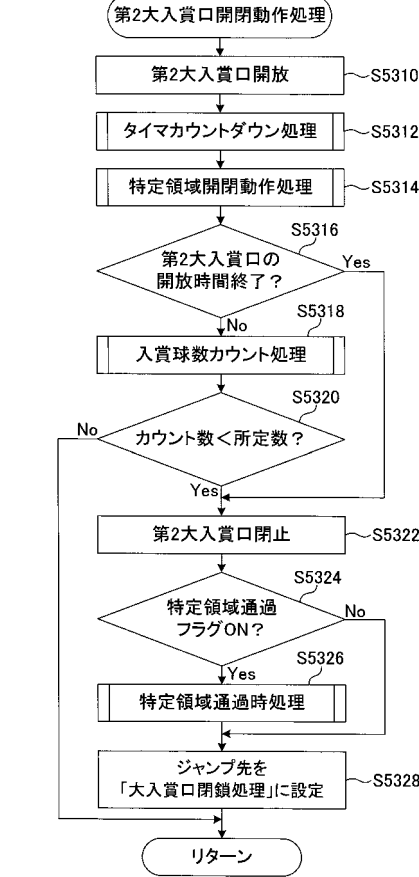 第2大入賞口開閉動作処理
第2大入賞口開放
S5310
タイマカウントダウン処理
S5312
特定領域開閉動作処理
S5314
S5316
第2大入賞口の
開放時間終了？
Yes
No
S5318
入賞球数カウント処理
S5320
カウント数＜所定数？
No
Yes
第2大入賞口閉止
S5322
S5324
特定領域通過
フラグON？
No
Yes
S5326
特定領域通過時処理
ジャンプ先を
「大入賞口閉鎖処理」に設定
S5328
リターン